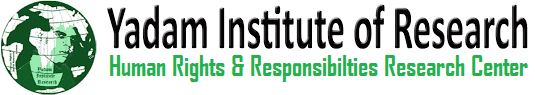 Yadam Institute of Research
Human Rights & Responsibilties Research Center